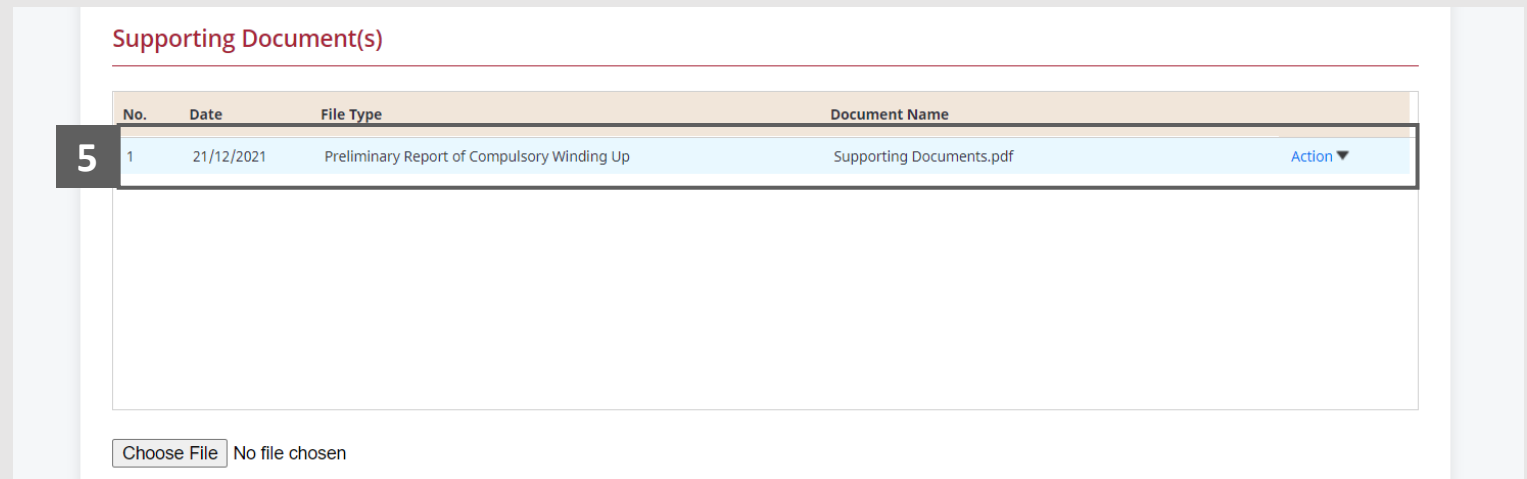 Supporting Document(s)
No. Date File Type Document Name
5 1 21/12/2021 Preliminary Report of Compulsory Winding Up Supporting Documents.pdf Action ▼
Choose File No file chosen